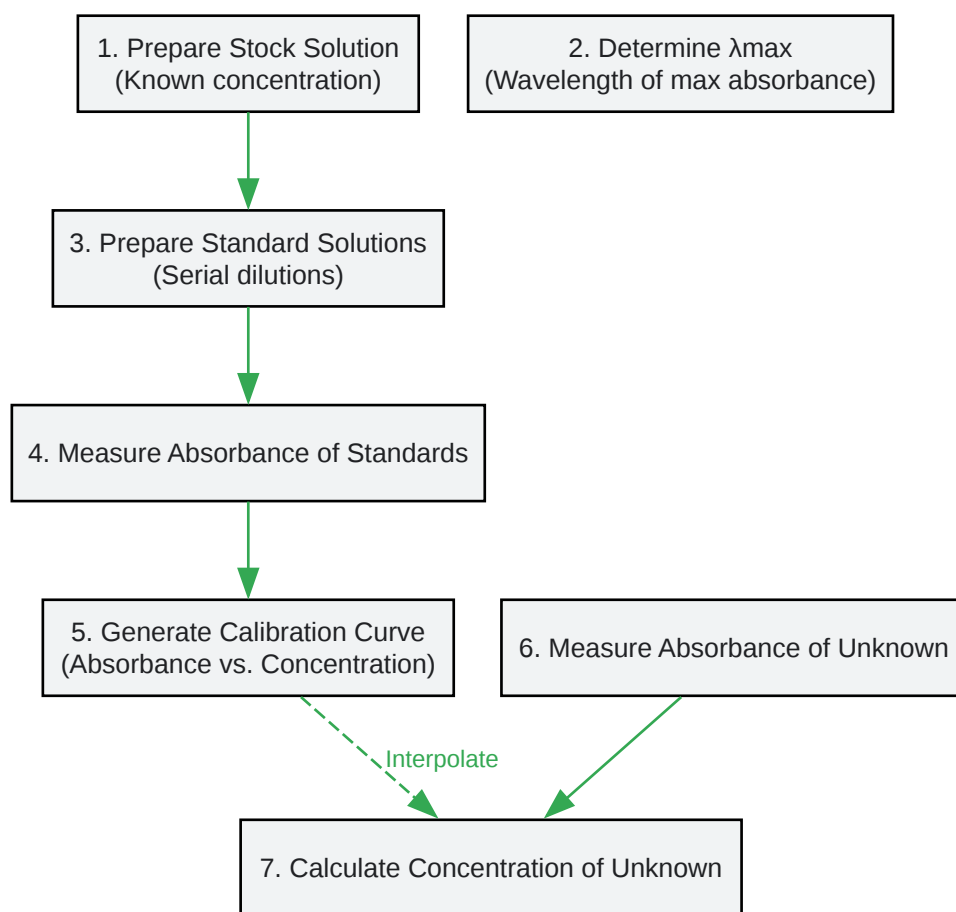 1. Prepare Stock Solution
(Known concentration)
2. Determine λmax
(Wavelength of max absorbance)
3. Prepare Standard Solutions
(Serial dilutions)
4. Measure Absorbance of Standards
5. Generate Calibration Curve
(Absorbance vs. Concentration)
6. Measure Absorbance of Unknown
Interpolate
7. Calculate Concentration of Unknown